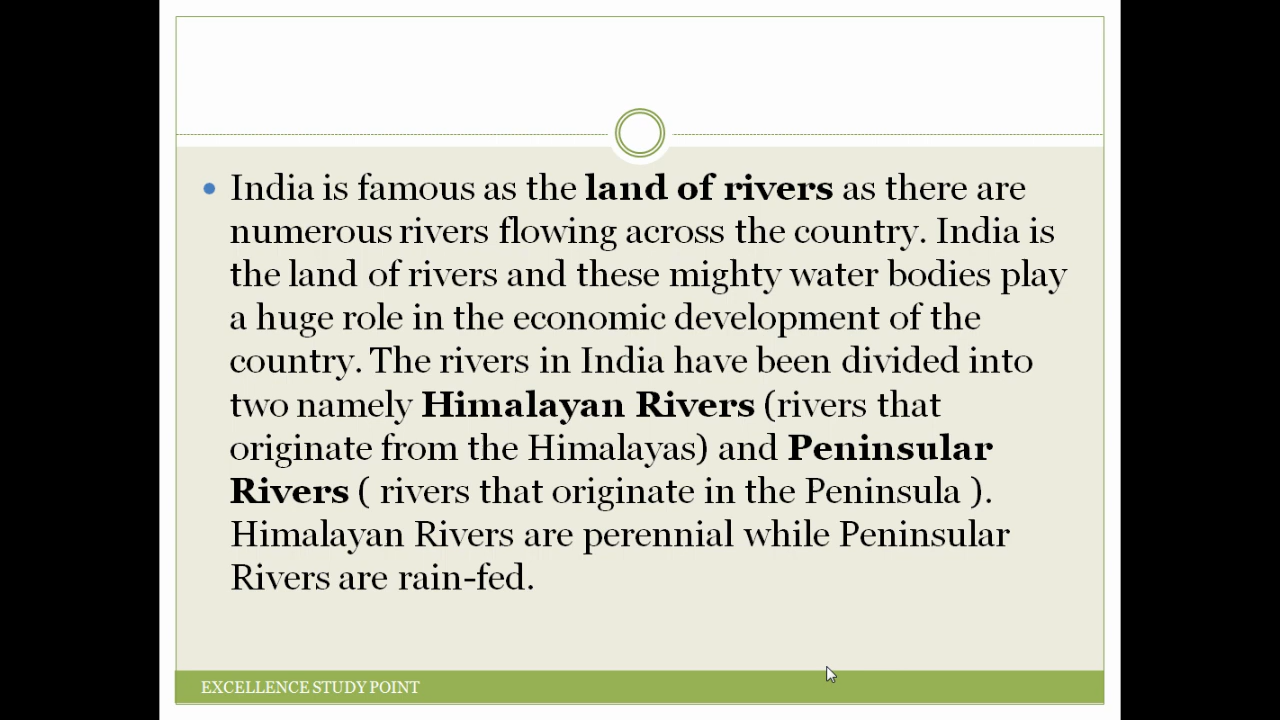 India is famous as the land of rivers as there are
numerous rivers flowing across the country. India is
the land of rivers and these mighty water bodies play
a huge role in the economic development of the
country. The rivers in India have been divided into
two namely Himalayan Rivers (rivers that
originate from the Himalayas) and Peninsular
Rivers ( rivers that originate in the Peninsula ).
Himalayan Rivers are perennial while Peninsular
Rivers are rain-fed.
EXCELLENCE STUDY POINT